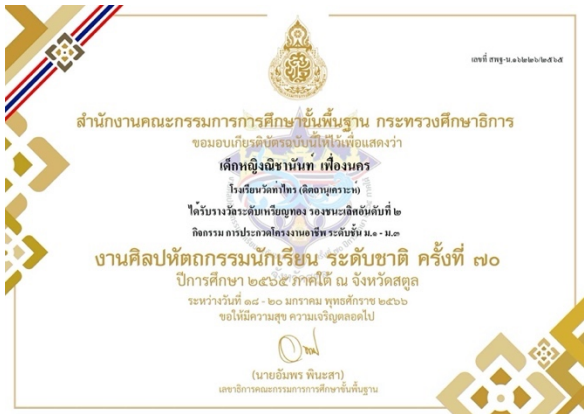 เลขที่ สพฐ-น.๑๖๒๒๖/๒๕๖๕
สำนักงานคณะกรรมการการศึกษาขั้นพื้นฐาน กระทรวงศึกษาธิการ
ขอมอบเกียรติบัตรฉบับนี้ให้ไว้เพื่อแสดงว่า
เด็กหญิงณิชานันท์ เฟื่องนคร
โรงเรียนวัดท่าไทร (ดิตถานุเคราะห์)
ได้รับรางวัลระดับเหรียญทอง รองชนะเลิศอันดับที่ ๒
กิจกรรม การประกวดโครงงานอาชีพ ระดับชั้น ม.๑ - ม.๓
งานศิลปหัตถกรรมนักเรียน ระดับชาติ ครั้งที่ ๗๐
ปีการศึกษา ๒๕๖๕ ภาคใต้ ณ จังหวัดสตูล
ระหว่างวันที่ ๑๘ - ๒๐ มกราคม พุทธศักราช ๒๕๖๖
ขอให้มีความสุข ความเจริญตลอดไป
(นายอัมพร พินะสา)
เลขาธิการคณะกรรมการการศึกษาขั้นพื้นฐาน